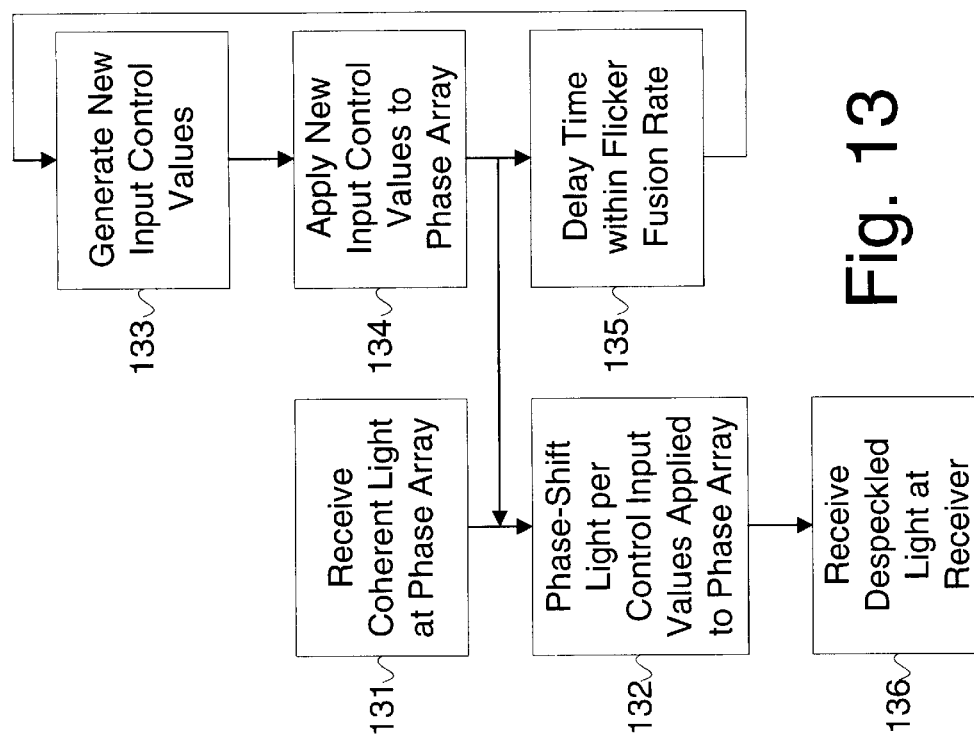 133
Generate New
Input Control
Values
134
Apply New
Input Control
Values to
Phase Array
135
Delay Time
within Flicker
Fusion Rate
131
Receive
Coherent Light
at Phase Array
132
Phase-Shift
Light per
Control Input
Values Applied
to Phase Array
136
Receive
Despeckled
Light at
Receiver
Fig. 13